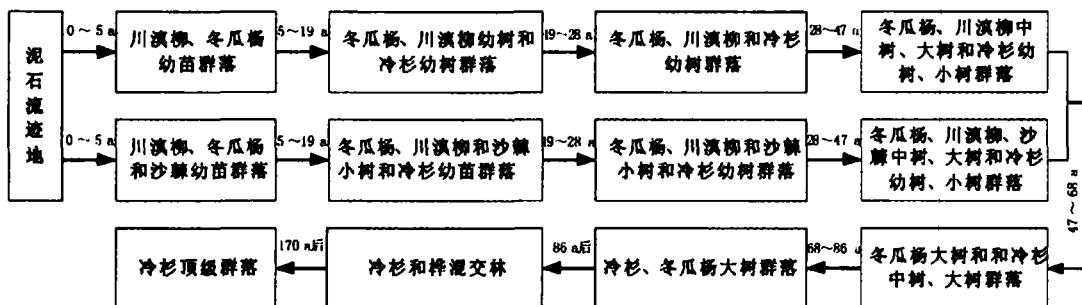 泥石流迹地
0～5 a
川滇柳、冬瓜杨
幼苗群落
5～19 a
冬瓜杨、川滇柳幼树和
冷杉幼树群落
19～28 a
冬瓜杨、川滇柳和冷杉
幼树群落
28～47 a
冬瓜杨、川滇柳中
树、大树和冷杉幼
树、小树群落
0～5 a
川滇柳、冬瓜杨
和沙棘幼苗群落
5～19 a
冬瓜杨、川滇柳和沙棘
小树和冷杉幼苗群落
19～28 a
冬瓜杨、川滇柳和沙棘
小树和冷杉幼树群落
28～47 a
冬瓜杨、川滇柳、沙
棘中树、大树和冷杉
幼树、小树群落
47～68 a
冬瓜杨大树和和冷杉
中树、大树群落
68～86 a
冷杉、冬瓜杨大树群落
86 a后
冷杉和桦混交林
170 a后
冷杉顶级群落